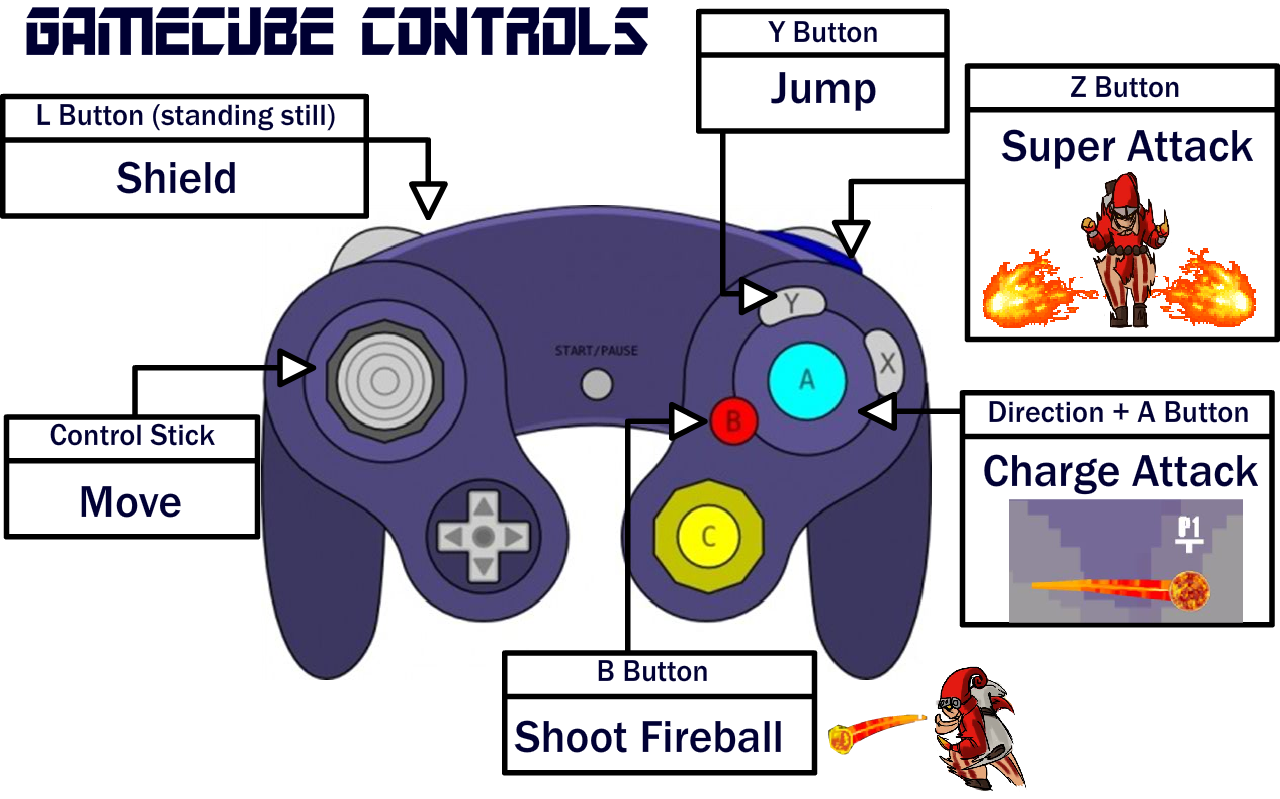 GAMECUBE CONTROLS
Y Button
Jump
L Button (standing still)
Shield
Z Button
Super Attack
Y
START/PAUSE
A
X
B
Control Stick
Move
Direction + A Button
Charge Attack
P1
C
B Button
Shoot Fireball